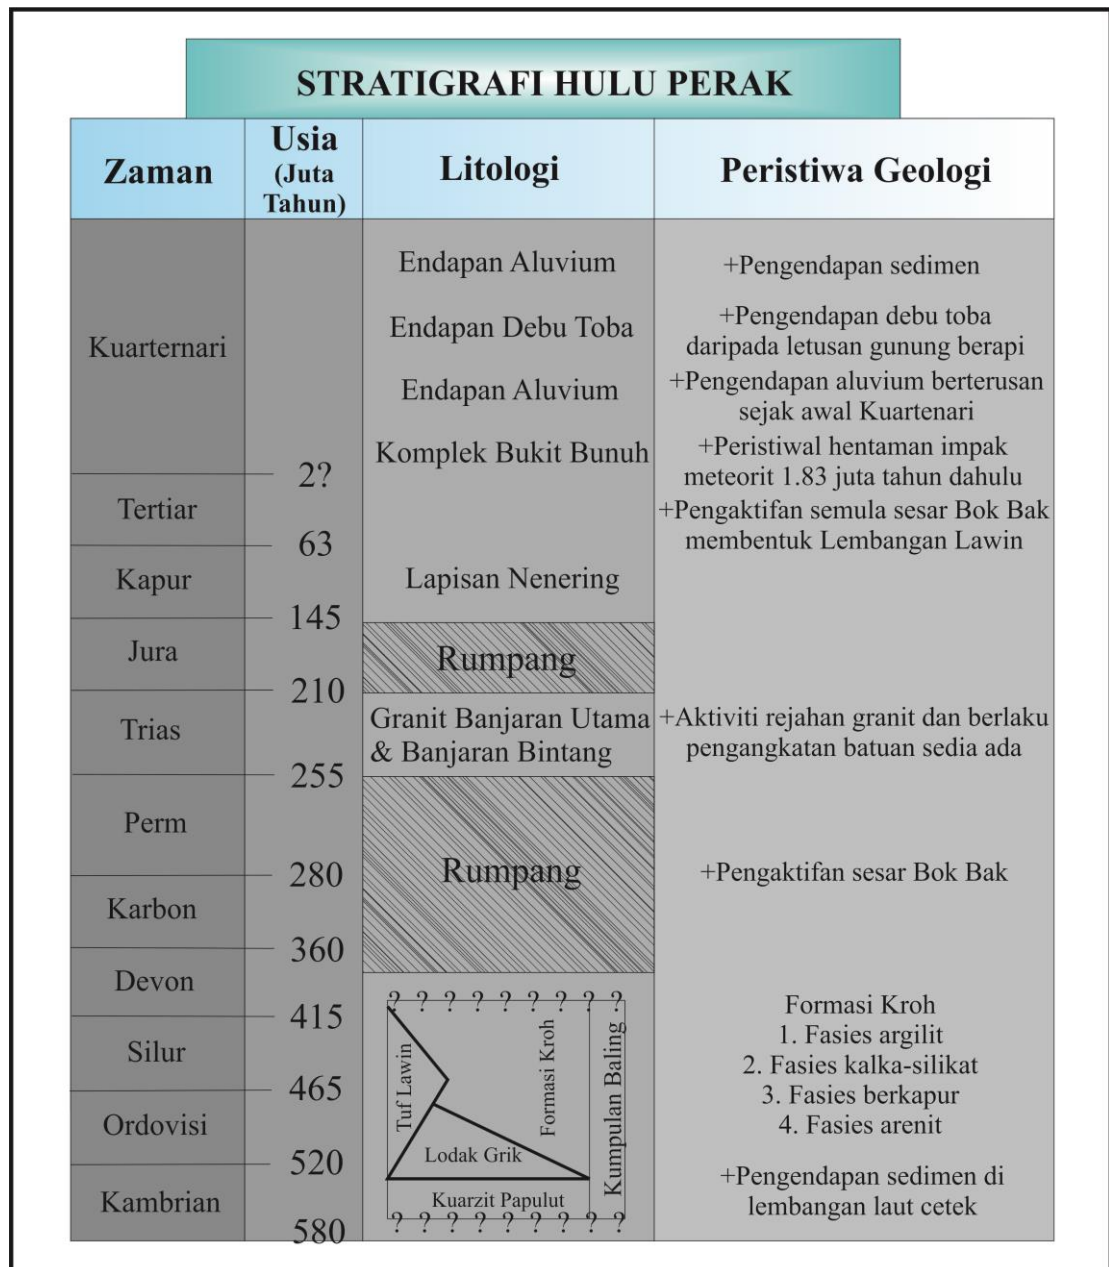 STRATIGRAFI HULU PERAK
Zaman
Usia
(Juta
Tahun)
Litologi
Peristiwa Geologi
Kuarternari
2?
Tertiar
63
Kapur
145
Jura
210
Trias
255
Perm
280
Karbon
360
Devon
415
Silur
465
Ordovisi
520
Kambrian
580
Endapan Aluvium
Endapan Debu Toba
Endapan Aluvium
Komplek Bukit Bunuh
Lapisan Nenering
Rumpang
Granit Banjaran Utama
& Banjaran Bintang
Rumpang
? ? ? ? ? ? ? ? ?
Tuf Lawin
Formasi Kroh
Kumpulan Baling
Lodak Grik
Kuarzit Papulut
? ? ? ? ? ? ? ? ?
+Pengendapan sedimen
+Pengendapan debu toba
daripada letusan gunung berapi
+Pengendapan aluvium berterusan
sejak awal Kuartenari
+Peristiwal hentaman impak
meteorit 1.83 juta tahun dahulu
+Pengaktifan semula sesar Bok Bak
membentuk Lembangan Lawin
+Aktiviti rejahan granit dan berlaku
pengangkatan batuan sedia ada
+Pengaktifan sesar Bok Bak
Formasi Kroh
1. Fasies argilit
2. Fasies kalka-silikat
3. Fasies berkapur
4. Fasies arenit
+Pengendapan sedimen di
lembangan laut cetek